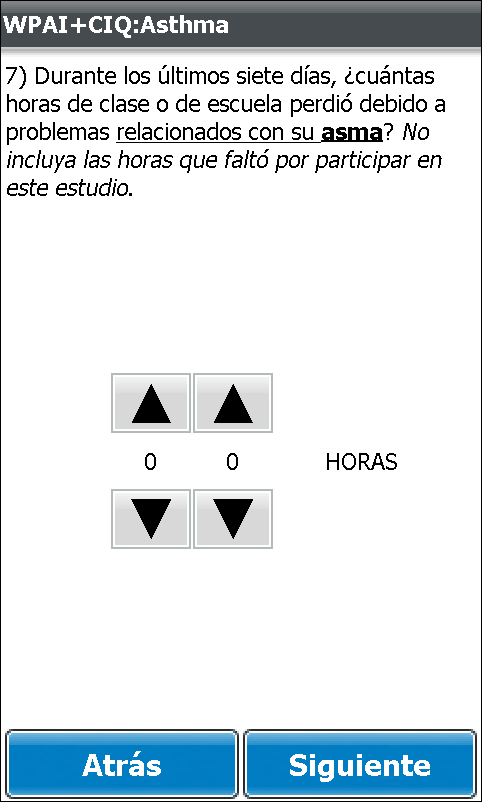 WPAI+CIQ:Asthma
7) Durante los últimos siete días, ¿cuántas
horas de clase o de escuela perdió debido a
problemas relacionados con su asma? No
incluya las horas que faltó por participar en
este estudio.
0 0 HORAS
Atrás Siguiente